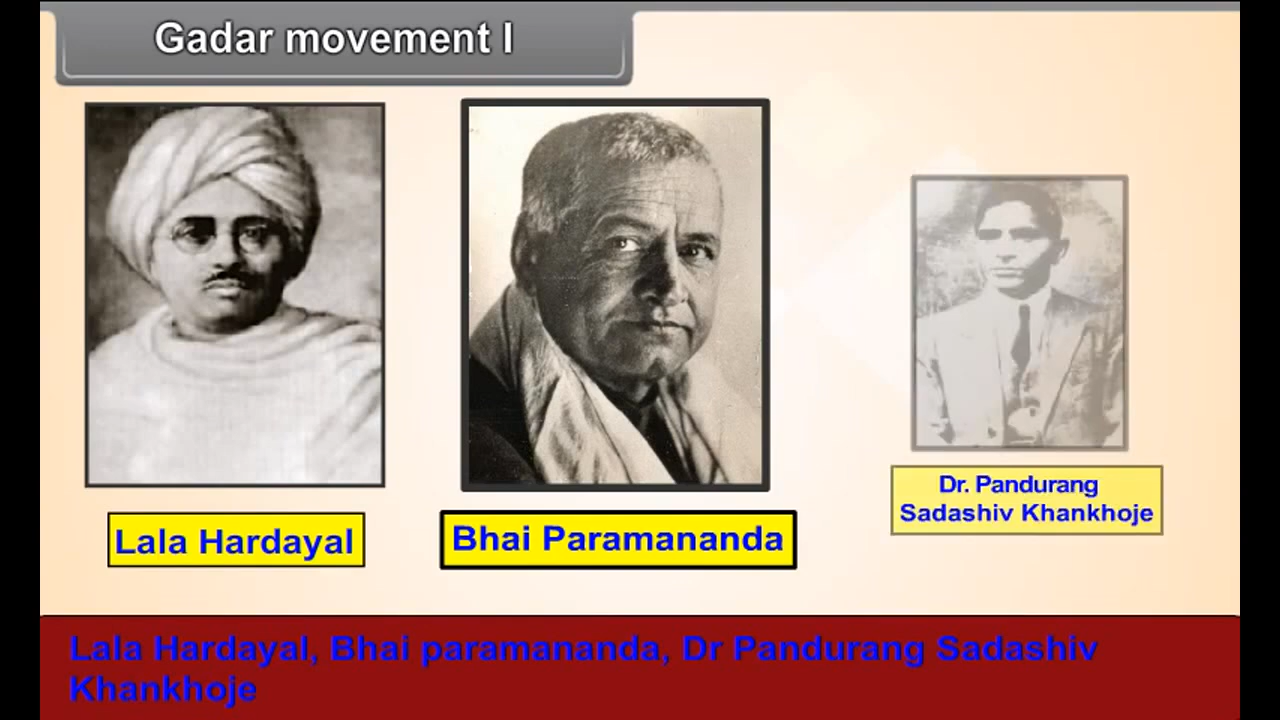 Gadar movement I
Lala Hardayal
Bhai Paramananda
Dr. Pandurang
Sadashiv Khankhoje
Lala Hardayal, Bhai paramananda, Dr Pandurang Sadashiv
Khankhoje